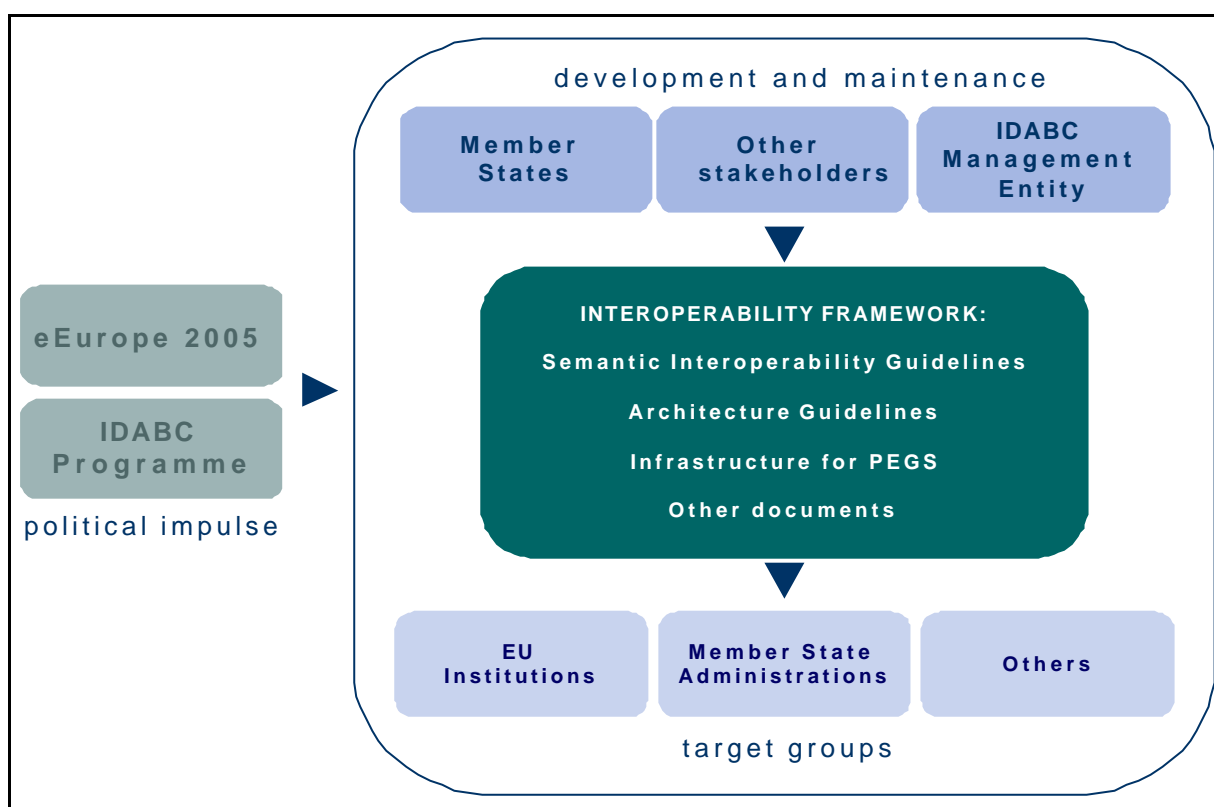 development and maintenance
Member
States
Other
stakeholders
IDABC
Management
Entity
eEurope 2005
IDABC
Programme
political impulse
INTEROPERABILITY FRAMEWORK:
Semantic Interoperability Guidelines
Architecture Guidelines
Infrastructure for PEGS
Other documents
EU
Institutions
Member State
Administrations
Others
target groups